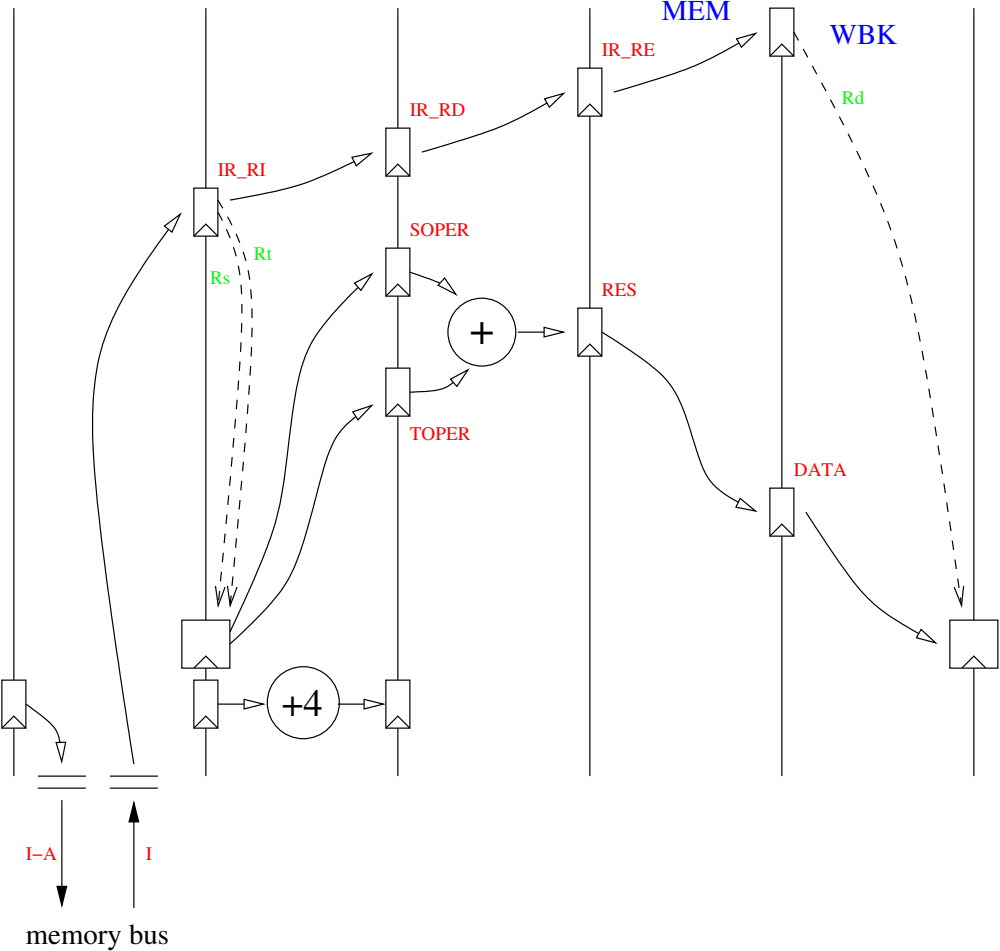 MEM
WBK
IR_RE
Rd
IR_RD
IR_RI
SOPER
Rt
Rs
RES
+
TOPER
DATA
+4
I−A
I
memory bus